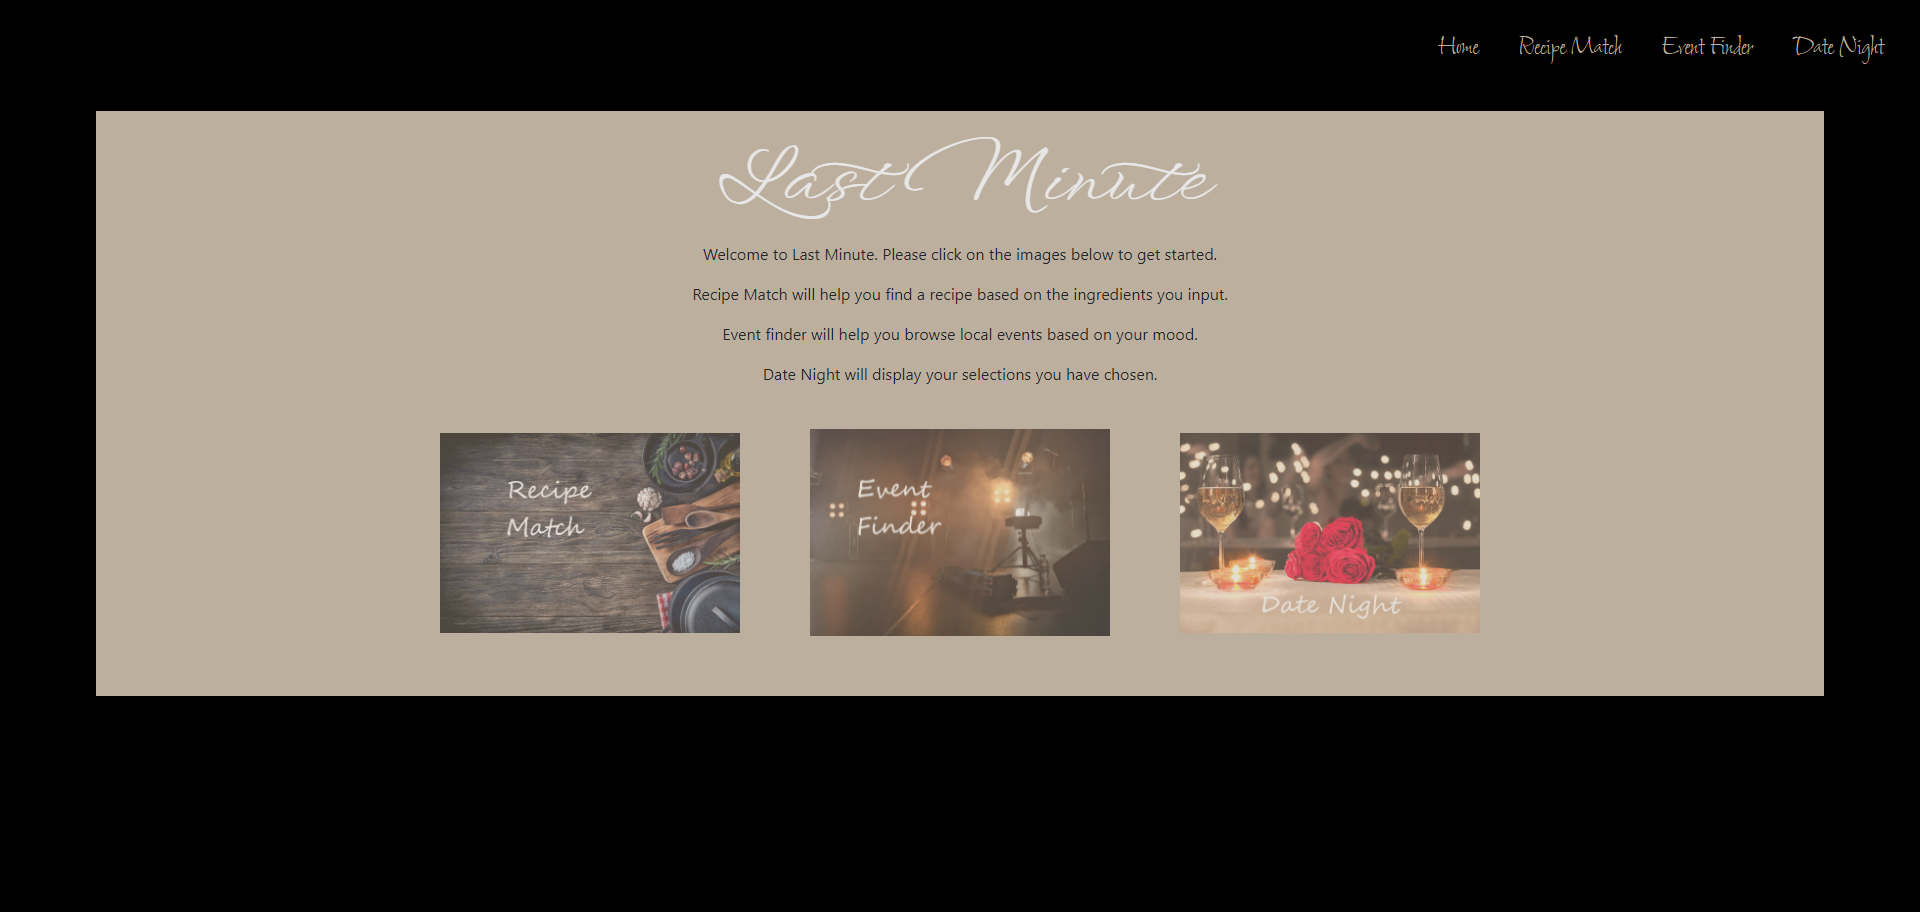 Home Recipe Match Event Finder Date Night
Last Minute
Welcome to Last Minute. Please click on the images below to get started.
Recipe Match will help you find a recipe based on the ingredients you input.
Event finder will help you browse local events based on your mood.
Date Night will display your selections you have chosen.
Recipe
Match
Event
Finder
Date Night